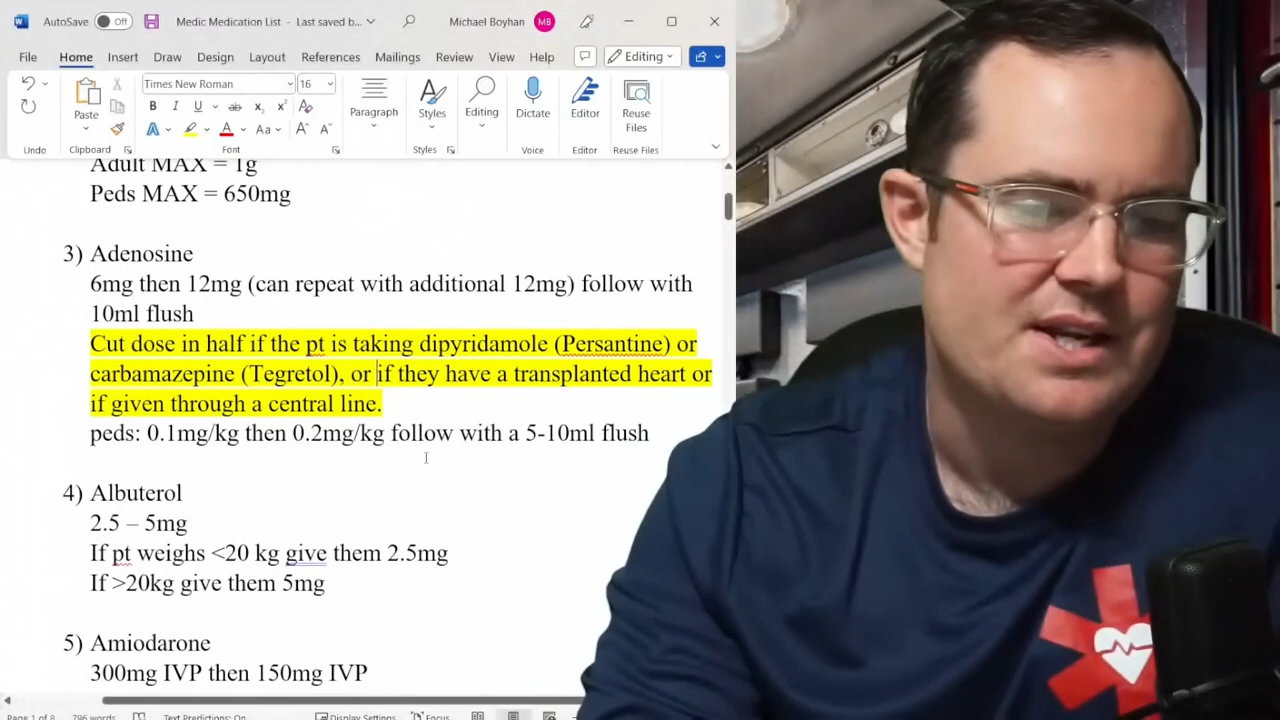 AutoSave Off Medic Medication List - Last saved b... Michael Boyhan MB
File Home Insert Draw Design Layout References Mailings Review View Help Editing
Times New Roman 16
Paste Paragraph Styles Editing Dictate Editor Reuse Files
Undo Clipboard Font Styles Voice Editor Reuse Files
Adult MAX = 1g
Peds MAX = 650mg
3) Adenosine
6mg then 12mg (can repeat with additional 12mg) follow with
10ml flush
Cut dose in half if the pt is taking dipyridamole (Persantine) or
carbamazepine (Tegretol), or if they have a transplanted heart or
if given through a central line.
peds: 0.1mg/kg then 0.2mg/kg follow with a 5-10ml flush
4) Albuterol
2.5 – 5mg
If pt weighs <20 kg give them 2.5mg
If >20kg give them 5mg
5) Amiodarone
300mg IVP then 150mg IVP
Page 1 of 8 796 words Text Predictions: On Display Settings Focus